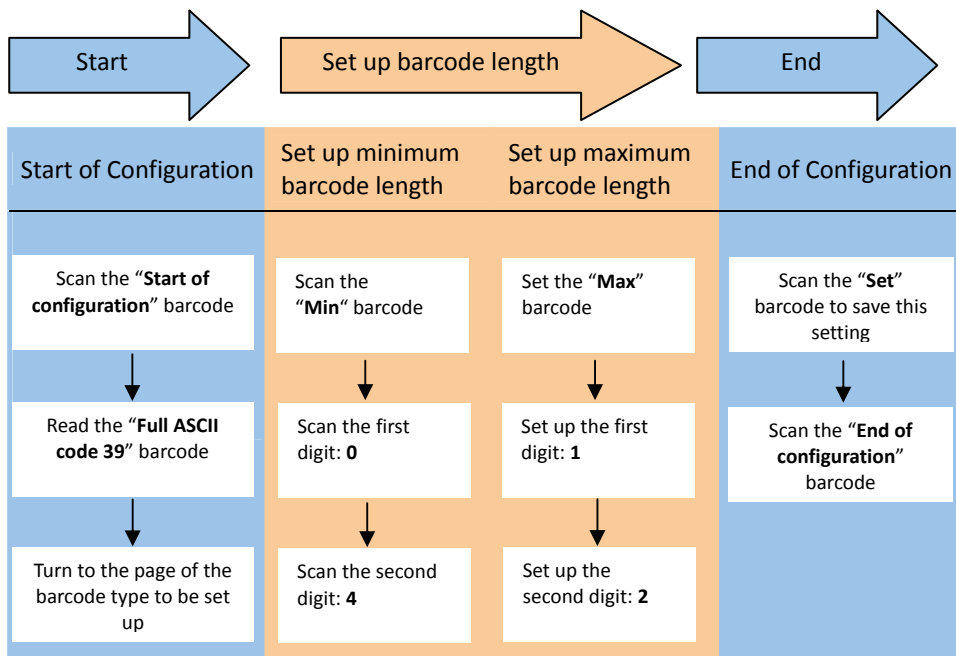 Start
Set up barcode length
End
Start of Configuration
Set up minimum
barcode length
Set up maximum
barcode length
End of Configuration
Scan the “Start of
configuration” barcode
Read the “Full ASCII
code 39” barcode
Turn to the page of the
barcode type to be set
up
Scan the
“Min“ barcode
Scan the first
digit: 0
Scan the second
digit: 4
Set the “Max”
barcode
Set up the first
digit: 1
Set up the
second digit: 2
Scan the “Set”
barcode to save this
setting
Scan the “End of
configuration”
barcode